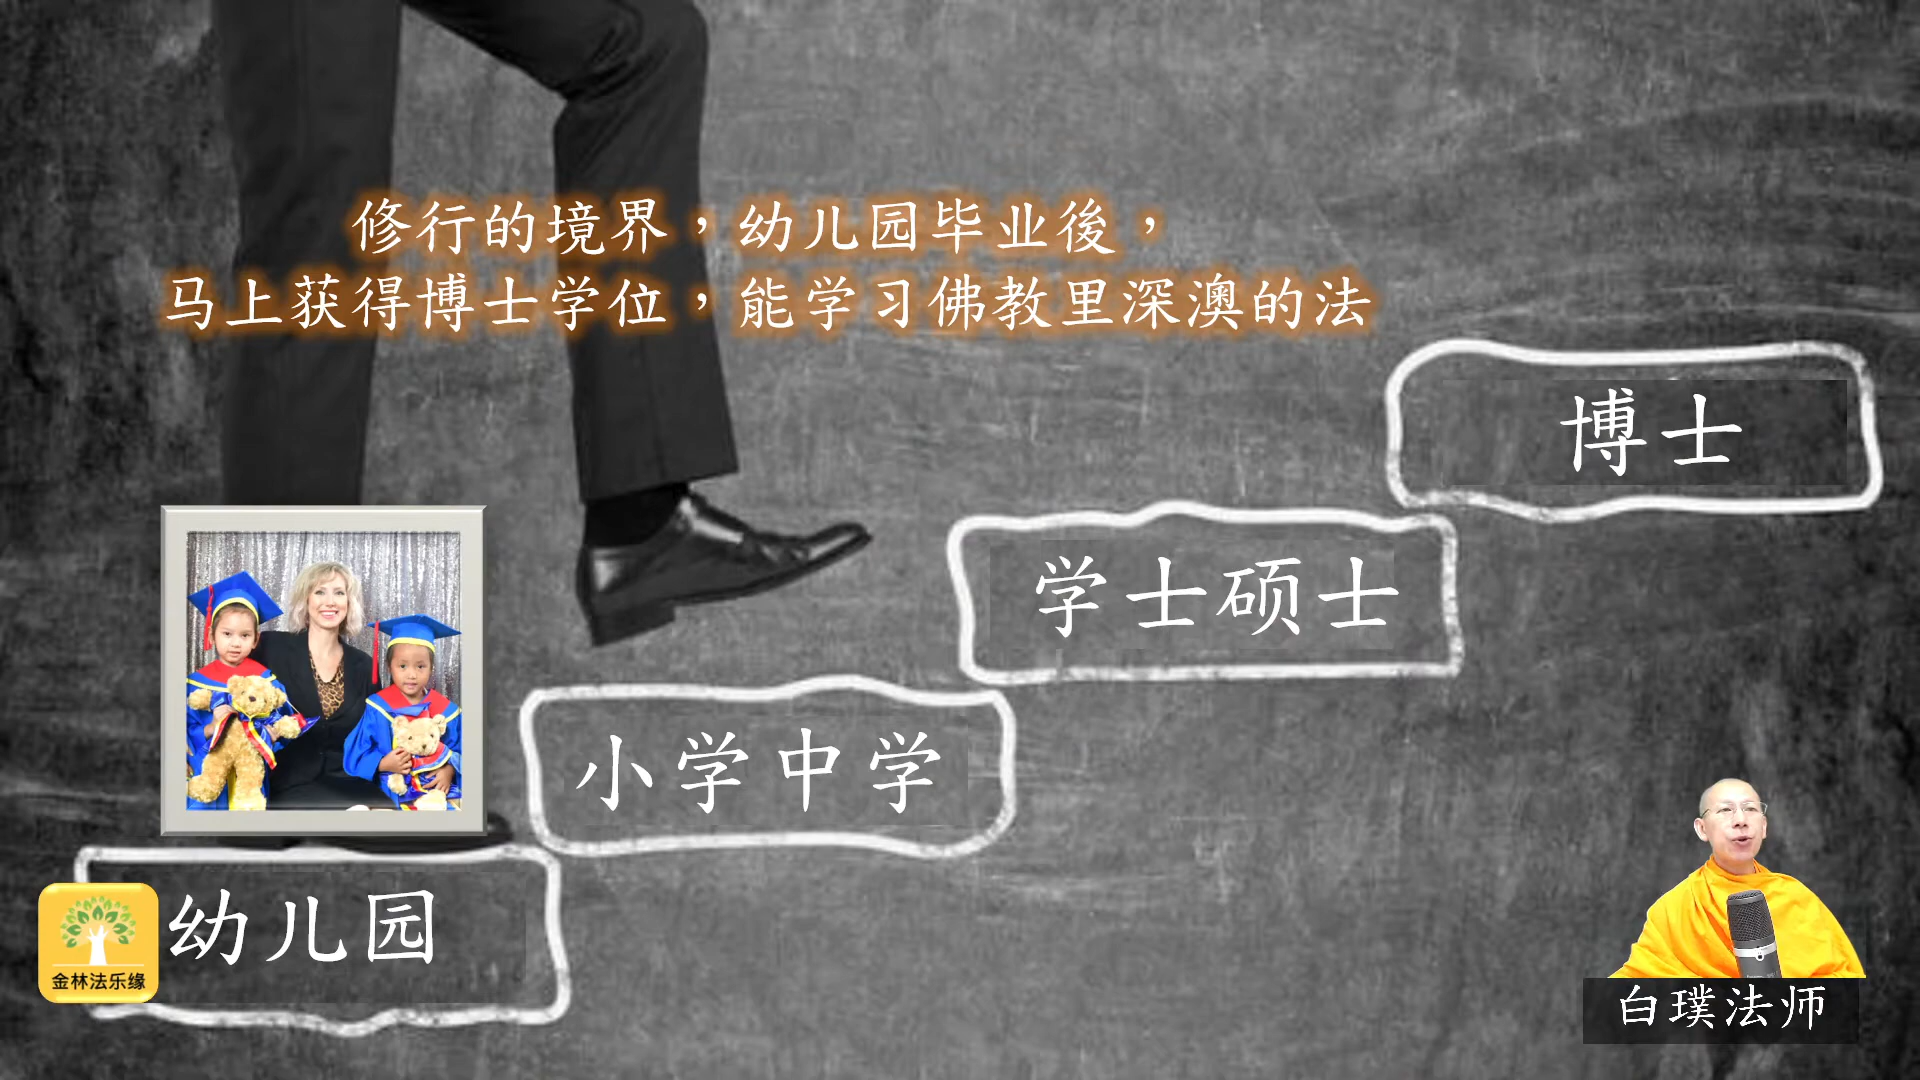 修行的境界，幼儿园毕业後，
马上获得博士学位，能学习佛教里深澳的法
博士
学士硕士
小学中学
幼儿园
金林法乐缘
白璞法师